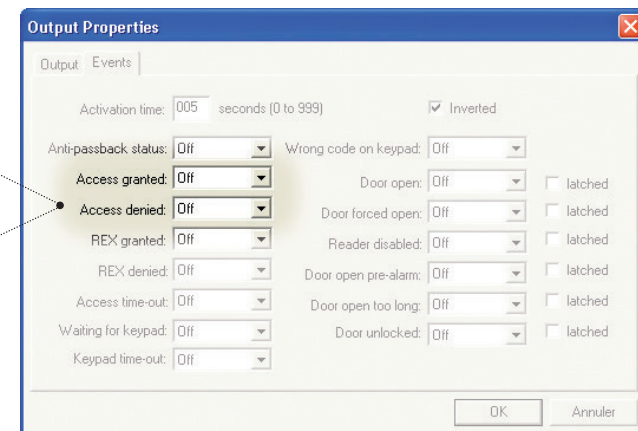 Output Properties
Output Events
Activation time: 005 seconds (0 to 999) Inverted
Anti-passback status: Off Wrong code on keypad: Off
Access granted: Off Door open: Off latched
Access denied: Off Door forced open: Off latched
REX granted: Off Reader disabled: Off latched
REX denied: Off Door open pre-alarm: Off latched
Access time-out: Off Door open too long: Off latched
Waiting for keypad: Off Door unlocked: Off latched
Keypad time-out: Off
OK Annuler